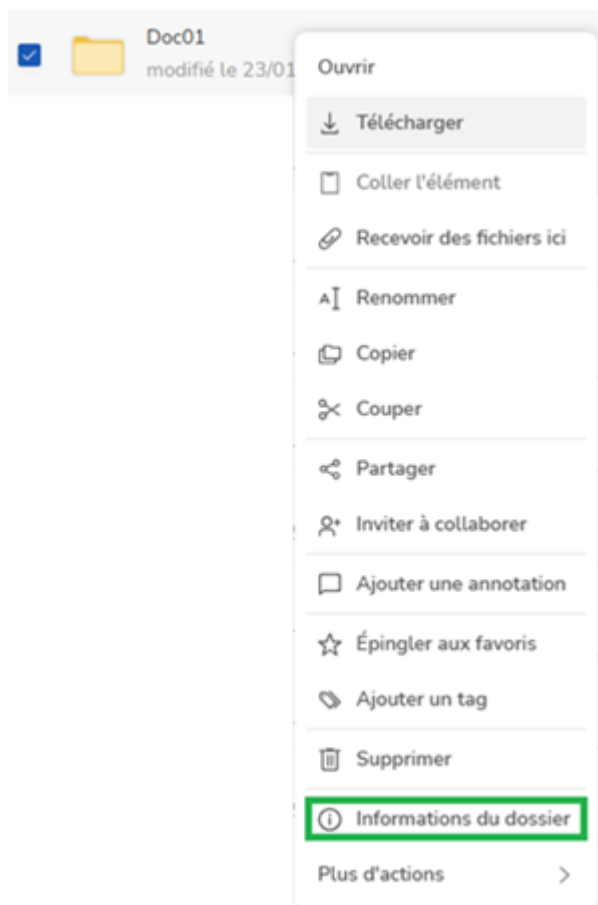 Doc01
modifié le 23/01
Ouvrir
Télécharger
Coller l'élément
Recevoir des fichiers ici
Renommer
Copier
Couper
Partager
Inviter à collaborer
Ajouter une annotation
Épingler aux favoris
Ajouter un tag
Supprimer
Informations du dossier
Plus d'actions